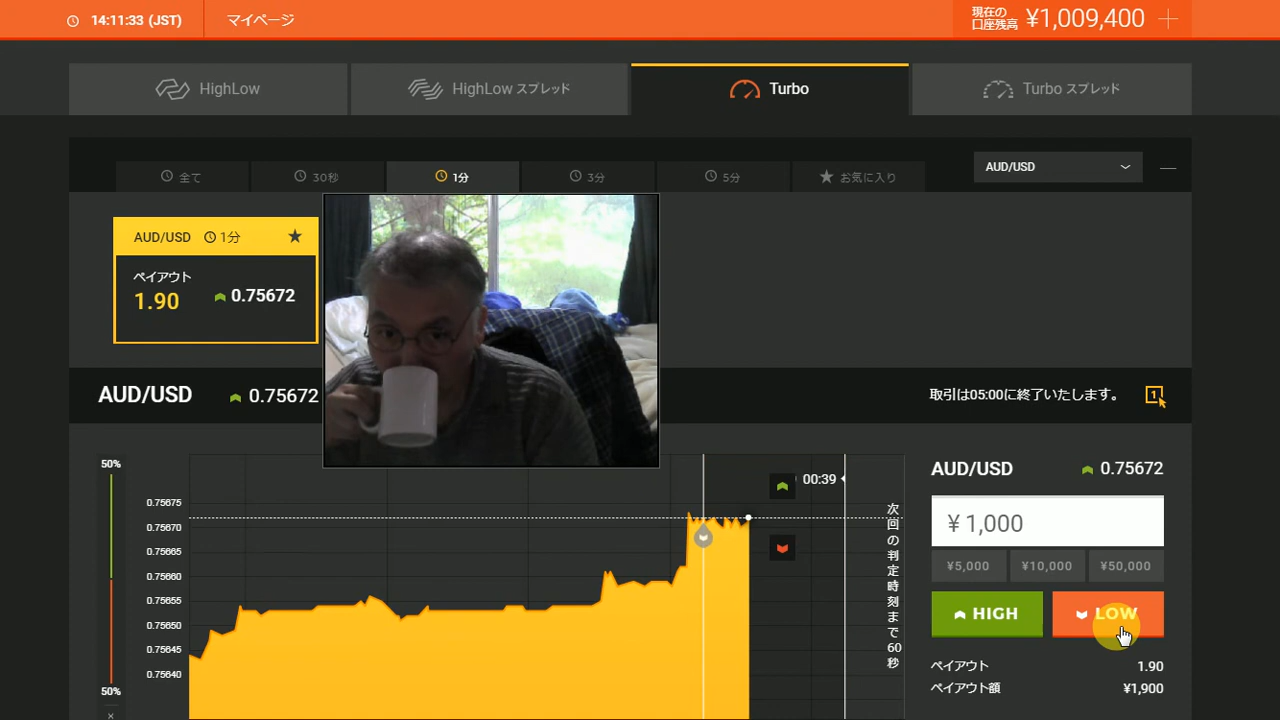 14:11:33 (JST)
マイページ
現在の
口座残高
¥1,009,400
HighLow
HighLow スプレッド
Turbo
Turbo スプレッド
全て
30秒
1分
3分
5分
お気に入り
AUD/USD
AUD/USD 1分
ペイアウト
1.90
0.75672
AUD/USD 0.75672
取引は05:00に終了いたします。
1
50%
0.75675
0.75670
0.75665
0.75660
0.75655
0.75650
0.75645
0.75640
50%
×
00:39
次回の判定時刻まで60秒
AUD/USD 0.75672
¥ 1,000
¥5,000 ¥10,000 ¥50,000
HIGH LOW
ペイアウト 1.90
ペイアウト額 ¥1,900